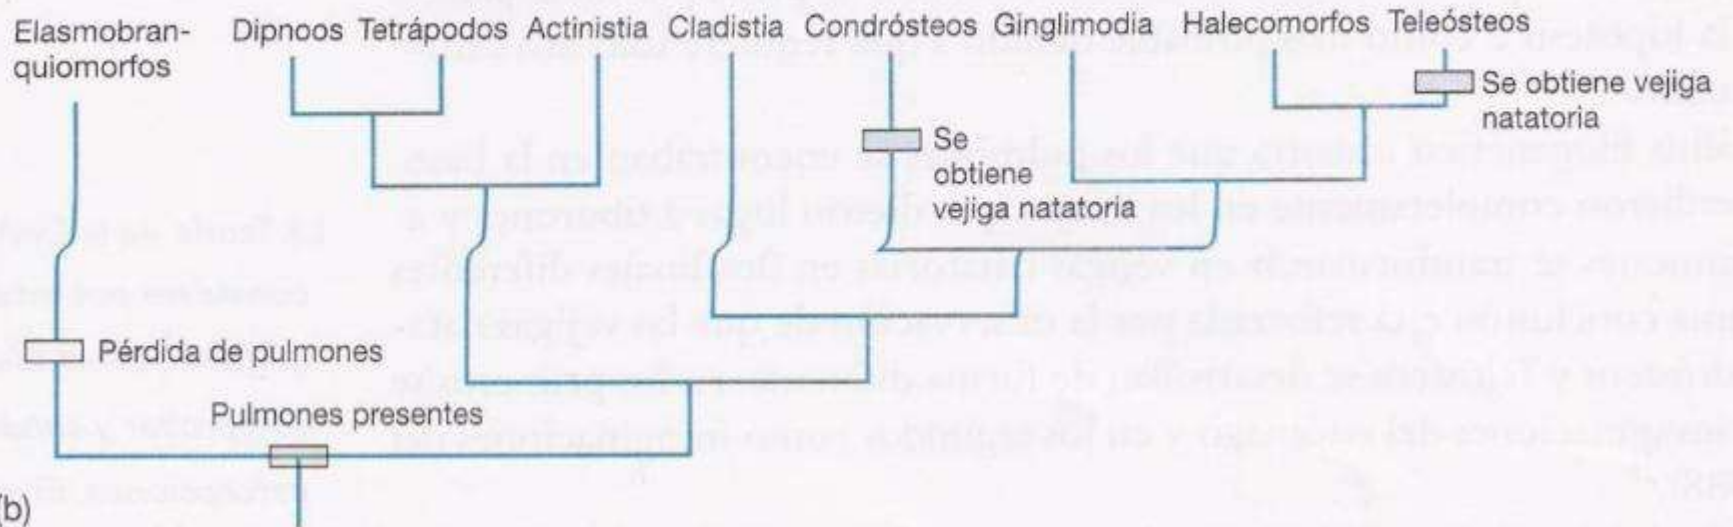 Elasmobran-
quiomorfos
Dipnoos Tetrápodos Actinistia Cladistia Condrósteos Ginglimodia Halecomorfos Teleósteos
Se obtiene vejiga
natatoria
Se
obtiene
vejiga natatoria
Pérdida de pulmones
Pulmones presentes
(b)